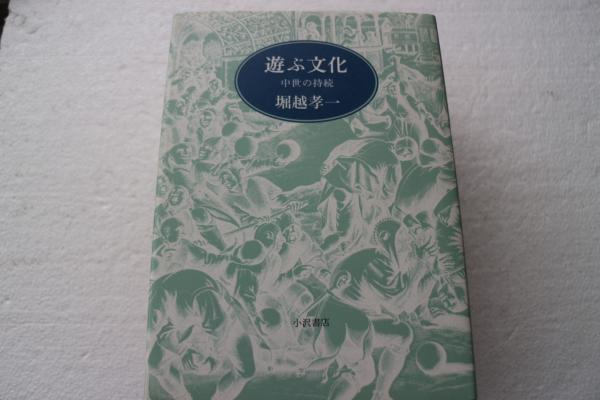 遊ぶ文化
中世の持続
堀越孝一
小沢書店